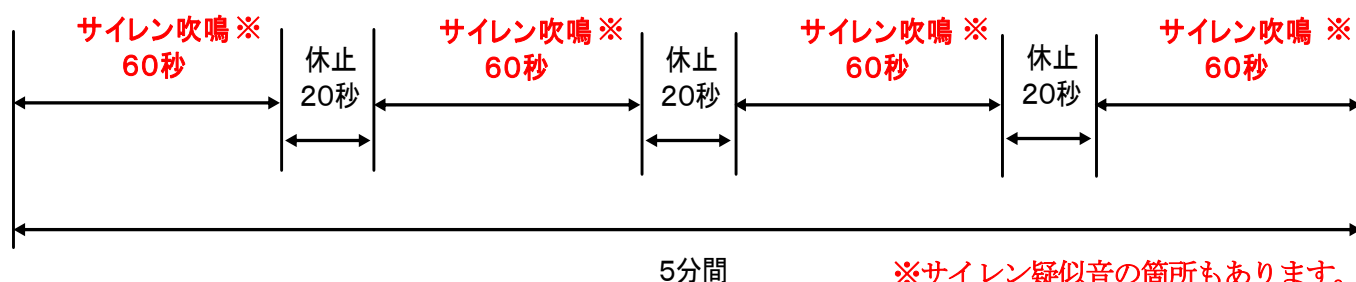 サイレン吹鳴※
60秒
休止
20秒
サイレン吹鳴※
60秒
休止
20秒
サイレン吹鳴※
60秒
休止
20秒
サイレン吹鳴 ※
60秒
5分間
※サイレン疑似音の箇所もあります。